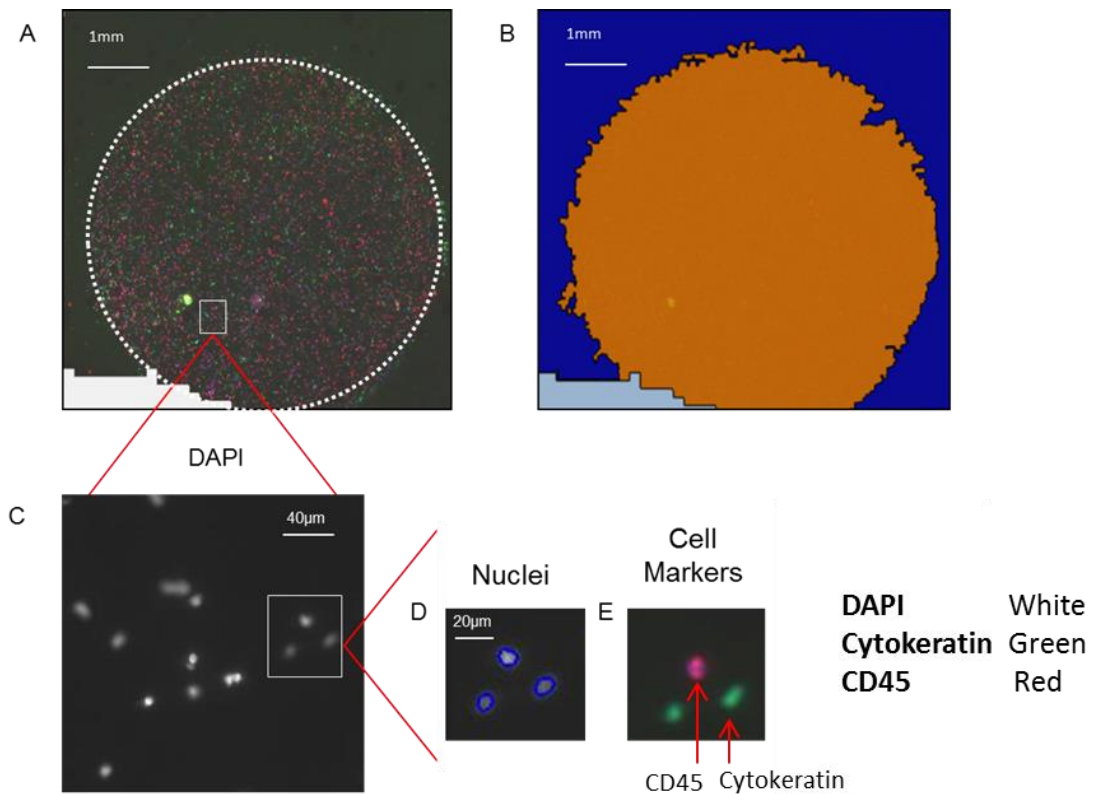 A
1mm
B
1mm
DAPI
C
40µm
Nuclei
Cell
Markers
D
20µm
E
DAPI White
Cytokeratin Green
CD45 Red
CD45 Cytokeratin